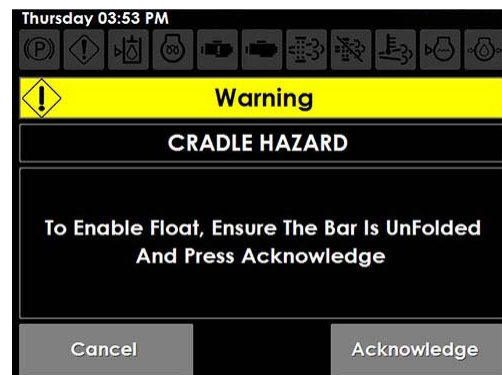 Thursday 03:53 PM
Warning
CRADLE HAZARD
To Enable Float, Ensure The Bar Is UnFolded
And Press Acknowledge
Cancel
Acknowledge